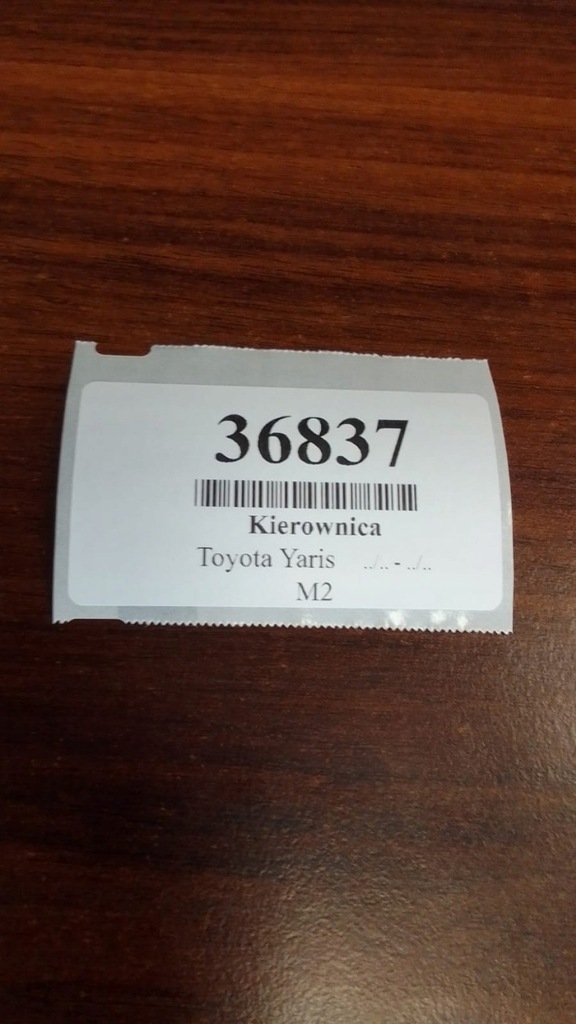 36837
Kierownica
Toyota Yaris ../.. - ../..
M2